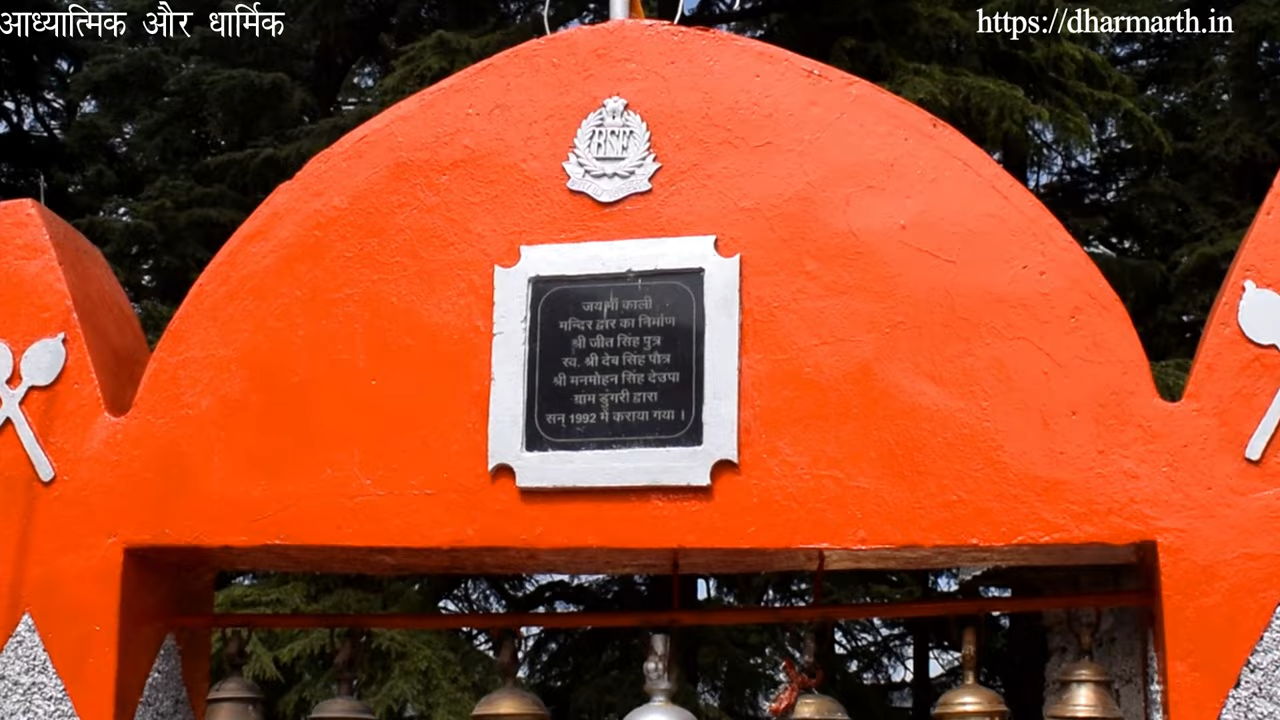 आध्यात्मिक और धार्मिक
https://dharmarth.in
BSF
जय माँ काली
मन्दिर द्वार का निर्माण
श्री जीत सिंह पुत्र
स्व. श्री देब सिंह पौत्र
श्री मनमोहन सिंह देउपा
ग्राम डुंगरी द्वारा
सन् 1992 में कराया गया ।